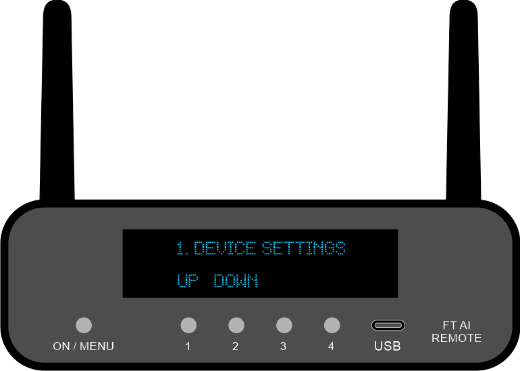 1. DEVICE SETTINGS
UP DOWN
ON / MENU
1
2
3
4
USB
FT AI
REMOTE